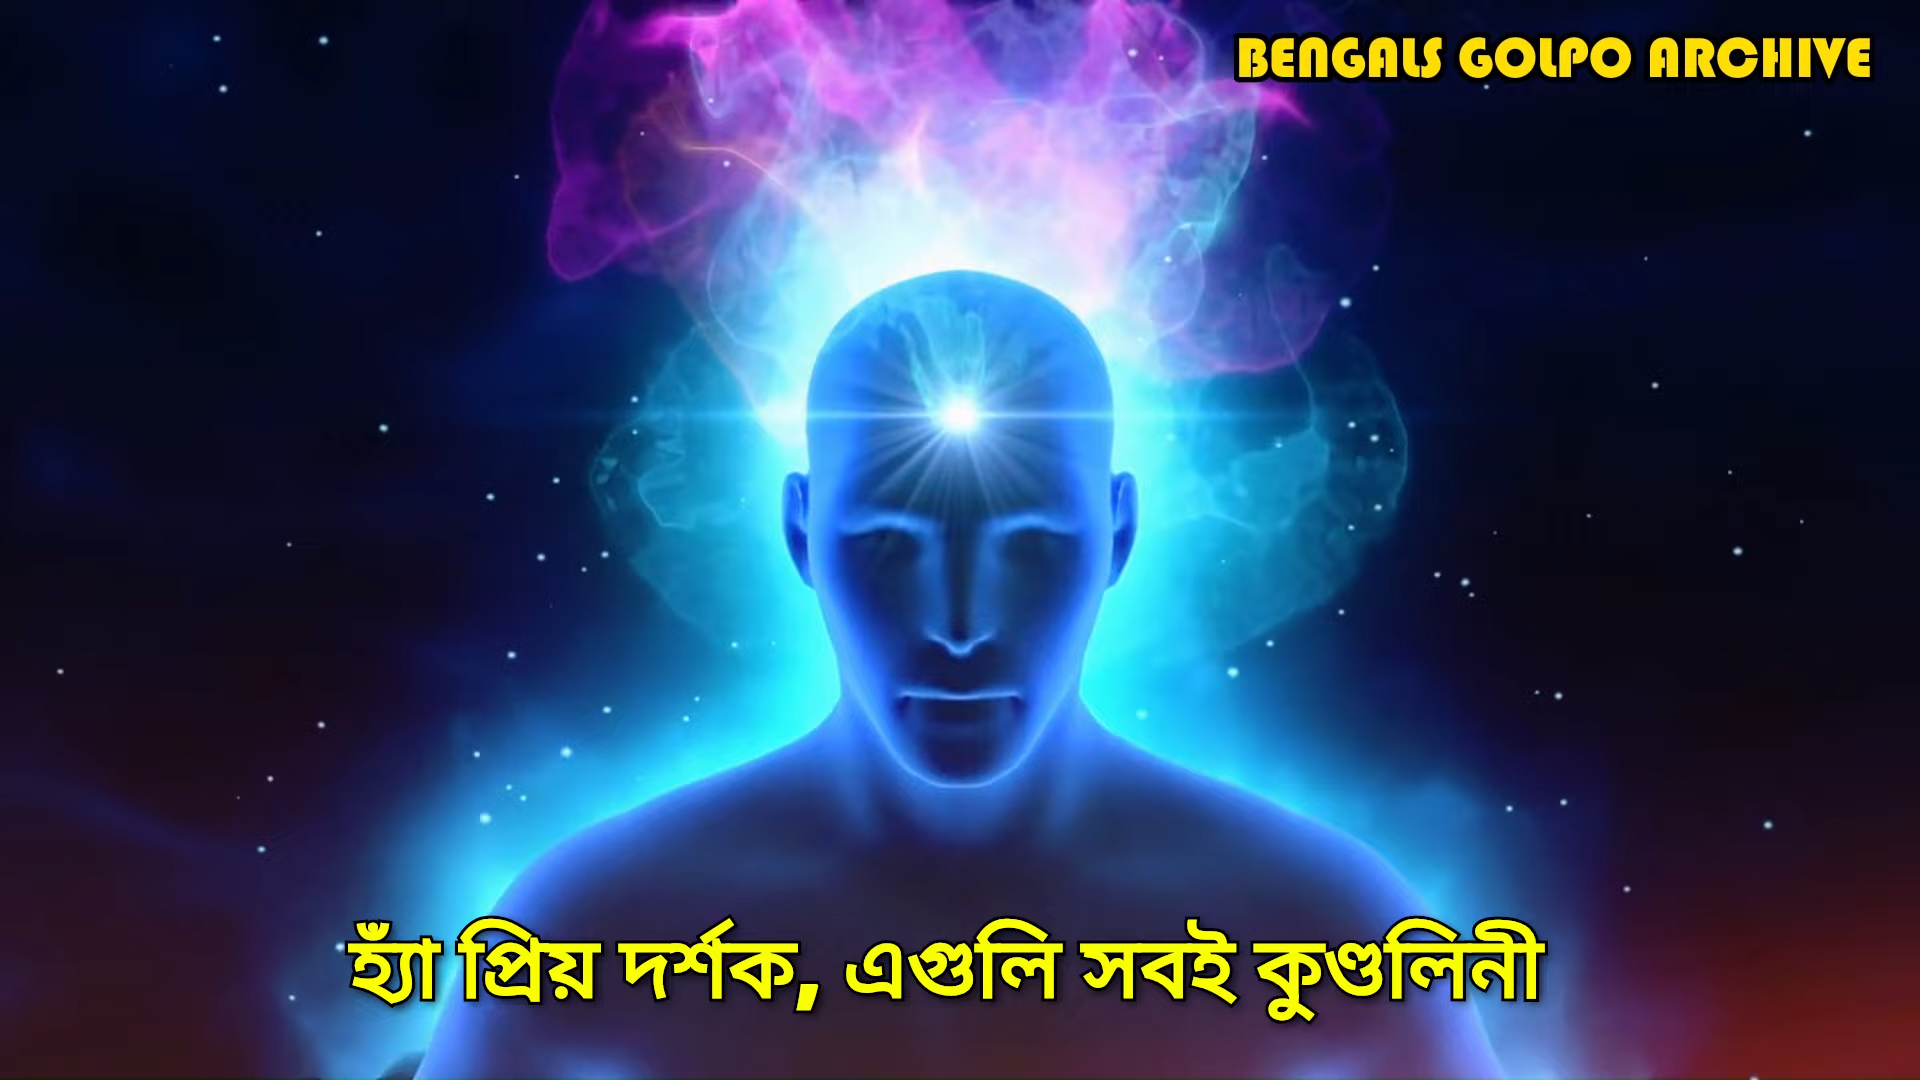 BENGALS GOLPO ARCHIVE
হ্যাঁ প্রিয় দর্শক, এগুলি সবই কুণ্ডলিনী